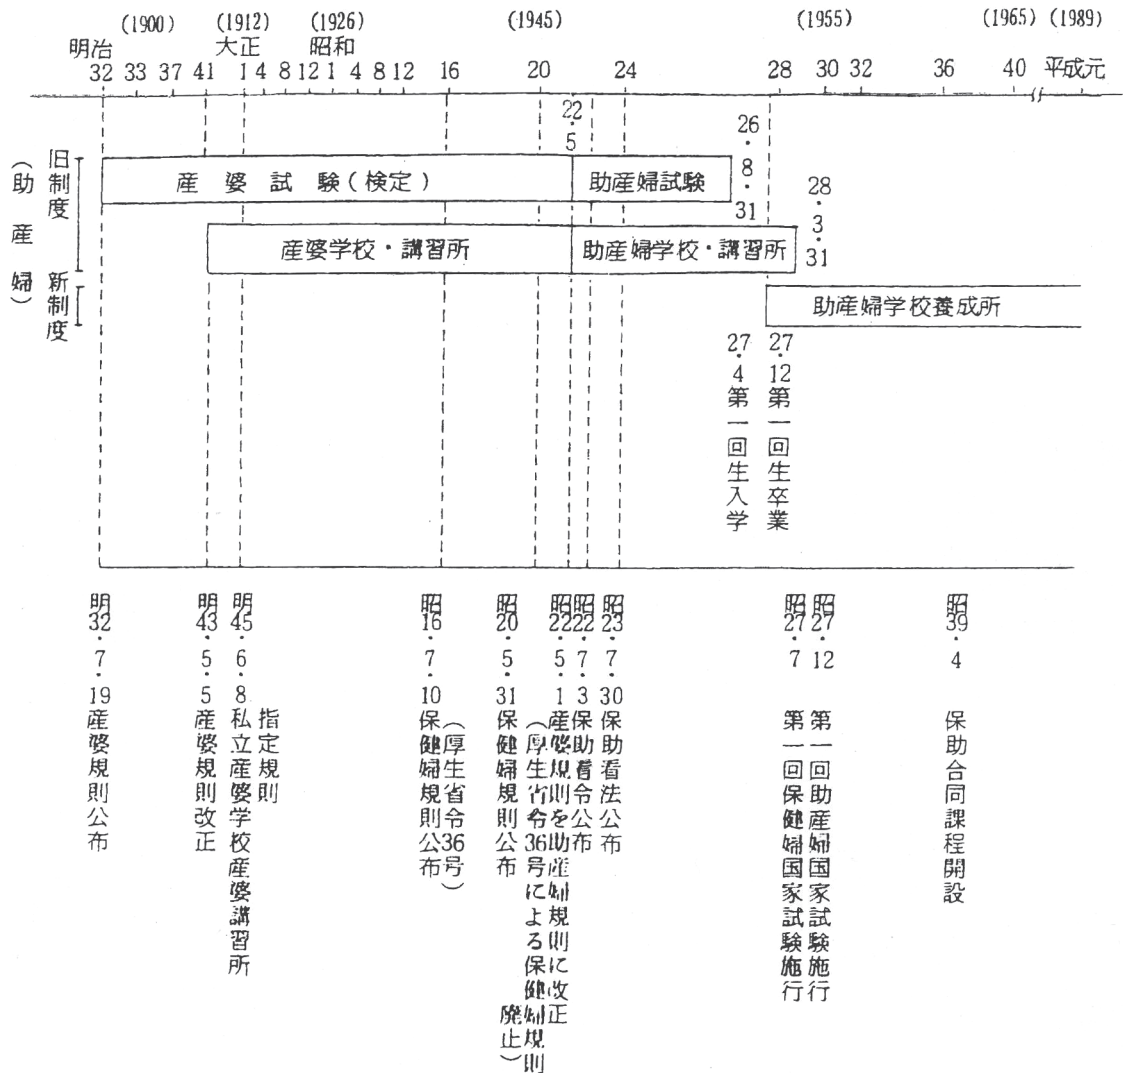 (1900) (1912) (1926) (1945) (1955) (1965) (1989)
明治 大正 昭和
32 33 37 41 1 4 8 12 1 4 8 12 16 20 24 28 30 32 36 40 平成元
22・5
26・8・31
28・3・31
(助産婦)
旧制度
新制度
産婆試験(検定)
助産婦試験
産婆学校・講習所
助産婦学校・講習所
助産婦学校養成所
27・4第一回生入学
27・12第一回生卒業
明32・7・19産婆規則公布
明43・5・5産婆規則改正
明45・6・8私立産婆学校産婆講習所
指定規則
昭16・7・10保健婦規則公布
(厚生省令36号)
昭20・5・31保健婦規則公布
(厚生省令36号による保健婦規則
廃止)
昭22・5・1産婆規則を助産婦規則に改正
昭22・7・3保助看令公布
昭23・7・30保助看法公布
昭27・7第一回保健婦国家試験施行
昭27・12第一回助産婦国家試験施行
昭39・4保助合同課程開設